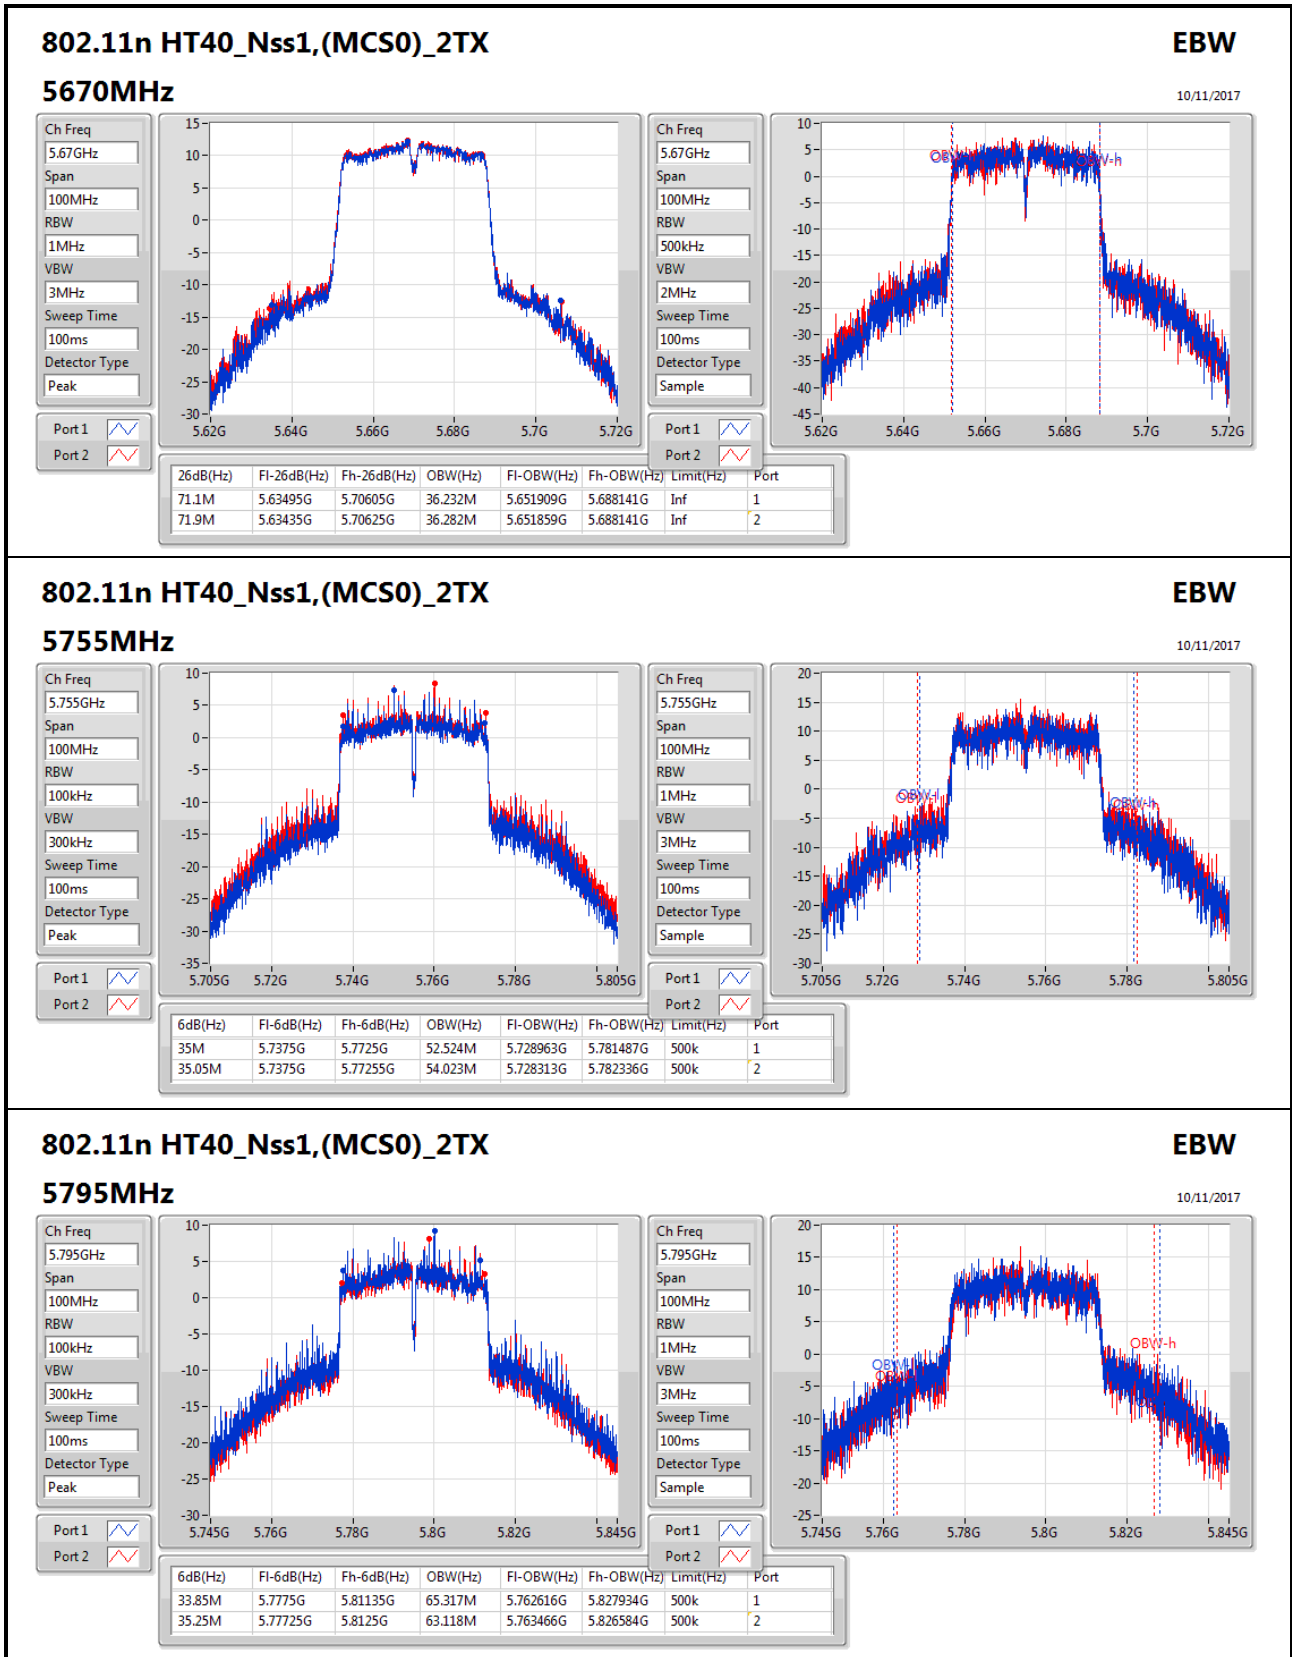 802.11n HT40_Nss1,(MCS0)_2TX EBW
5670MHz 10/11/2017
Ch Freq
5.67GHz
Span
100MHz
RBW
1MHz
VBW
3MHz
Sweep Time
100ms
Detector Type
Peak
Port 1
Port 2
15
10
5
0
-5
-10
-15
-20
-25
-30
5.62G 5.64G 5.66G 5.68G 5.7G 5.72G
Ch Freq
5.67GHz
Span
100MHz
RBW
500kHz
VBW
2MHz
Sweep Time
100ms
Detector Type
Sample
Port 1
Port 2
10
5
0
-5
-10
-15
-20
-25
-30
-35
-40
-45
OBW-h
5.62G 5.64G 5.66G 5.68G 5.7G 5.72G
26dB(Hz) Fl-26dB(Hz) Fh-26dB(Hz) OBW(Hz) Fl-OBW(Hz) Fh-OBW(Hz) Limit(Hz) Port
71.1M 5.63495G 5.70605G 36.232M 5.651909G 5.688141G Inf 1
71.9M 5.63435G 5.70625G 36.282M 5.651859G 5.688141G Inf 2
802.11n HT40_Nss1,(MCS0)_2TX EBW
5755MHz 10/11/2017
Ch Freq
5.755GHz
Span
100MHz
RBW
100kHz
VBW
300kHz
Sweep Time
100ms
Detector Type
Peak
Port 1
Port 2
10
5
0
-5
-10
-15
-20
-25
-30
-35
5.705G 5.72G 5.74G 5.76G 5.78G 5.805G
Ch Freq
5.755GHz
Span
100MHz
RBW
1MHz
VBW
3MHz
Sweep Time
100ms
Detector Type
Sample
Port 1
Port 2
20
15
10
5
0
-5
-10
-15
-20
-25
-30
OBW-l
OBW-h
5.705G 5.72G 5.74G 5.76G 5.78G 5.805G
6dB(Hz) Fl-6dB(Hz) Fh-6dB(Hz) OBW(Hz) Fl-OBW(Hz) Fh-OBW(Hz) Limit(Hz) Port
35M 5.7375G 5.7725G 52.524M 5.728963G 5.781487G 500k 1
35.05M 5.7375G 5.77255G 54.023M 5.728313G 5.782336G 500k 2
802.11n HT40_Nss1,(MCS0)_2TX EBW
5795MHz 10/11/2017
Ch Freq
5.795GHz
Span
100MHz
RBW
100kHz
VBW
300kHz
Sweep Time
100ms
Detector Type
Peak
Port 1
Port 2
10
5
0
-5
-10
-15
-20
-25
-30
5.745G 5.76G 5.78G 5.8G 5.82G 5.845G
Ch Freq
5.795GHz
Span
100MHz
RBW
1MHz
VBW
3MHz
Sweep Time
100ms
Detector Type
Sample
Port 1
Port 2
20
15
10
5
0
-5
-10
-15
-20
-25
OBW-h
5.745G 5.76G 5.78G 5.8G 5.82G 5.845G
6dB(Hz) Fl-6dB(Hz) Fh-6dB(Hz) OBW(Hz) Fl-OBW(Hz) Fh-OBW(Hz) Limit(Hz) Port
33.85M 5.7775G 5.81135G 65.317M 5.762616G 5.827934G 500k 1
35.25M 5.77725G 5.8125G 63.118M 5.763466G 5.826584G 500k 2